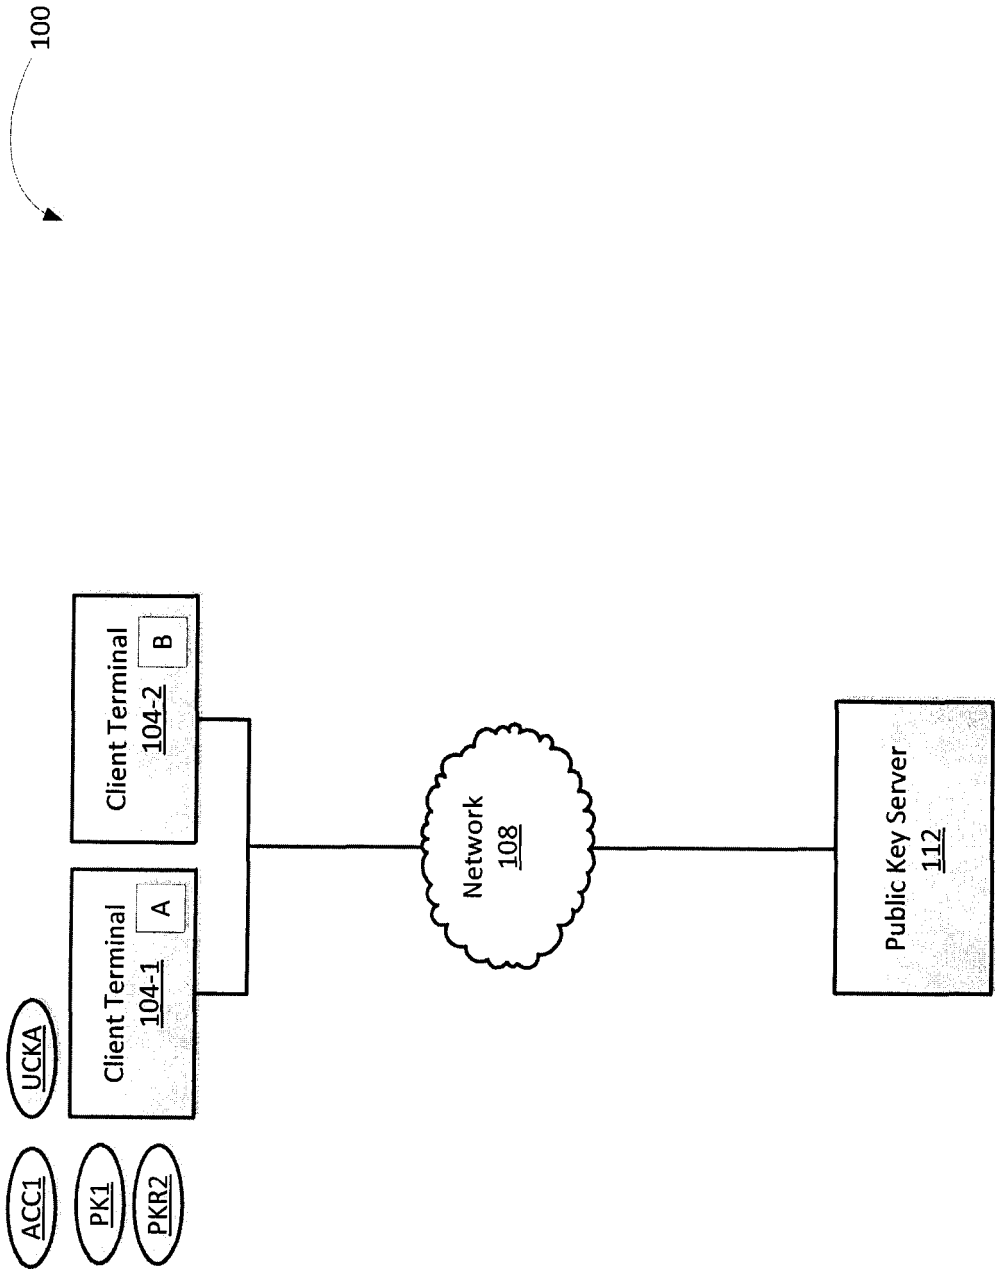 100
ACC1
UCKA
PK1
PKR2
Client Terminal
104-1
A
Client Terminal
104-2
B
Network
108
Public Key Server
112